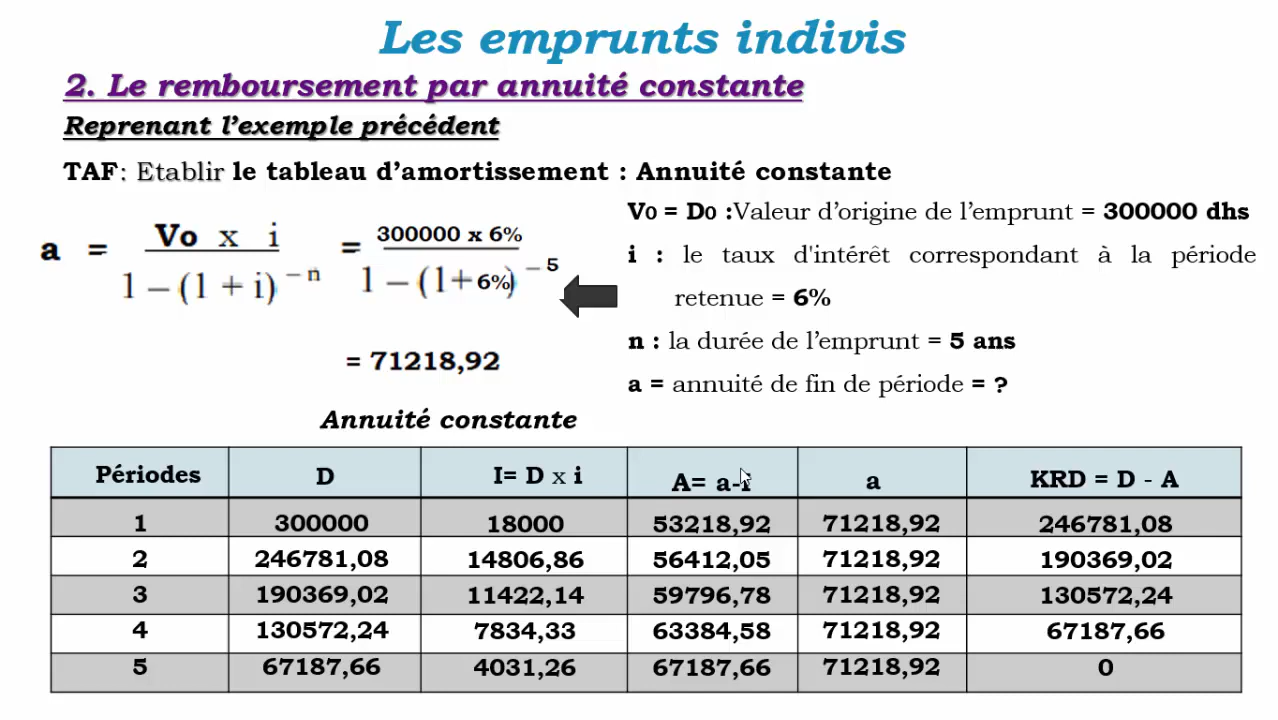 Les emprunts indivis
2. Le remboursement par annuité constante
Reprenant l’exemple précédent
TAF: Etablir le tableau d’amortissement : Annuité constante
V0 = D0 :Valeur d’origine de l’emprunt = 300000 dhs
i : le taux d'intérêt correspondant à la période
retenue = 6%
n : la durée de l’emprunt = 5 ans
a = annuité de fin de période = ?
a = Vo x i / 1 – (1 + i)^–n = 300000 x 6% / 1 – (1+ 6%)^–5
= 71218,92
Annuité constante
Périodes D I= D x i A= a-i a KRD = D - A
1 300000 18000 53218,92 71218,92 246781,08
2 246781,08 14806,86 56412,05 71218,92 190369,02
3 190369,02 11422,14 59796,78 71218,92 130572,24
4 130572,24 7834,33 63384,58 71218,92 67187,66
5 67187,66 4031,26 67187,66 71218,92 0